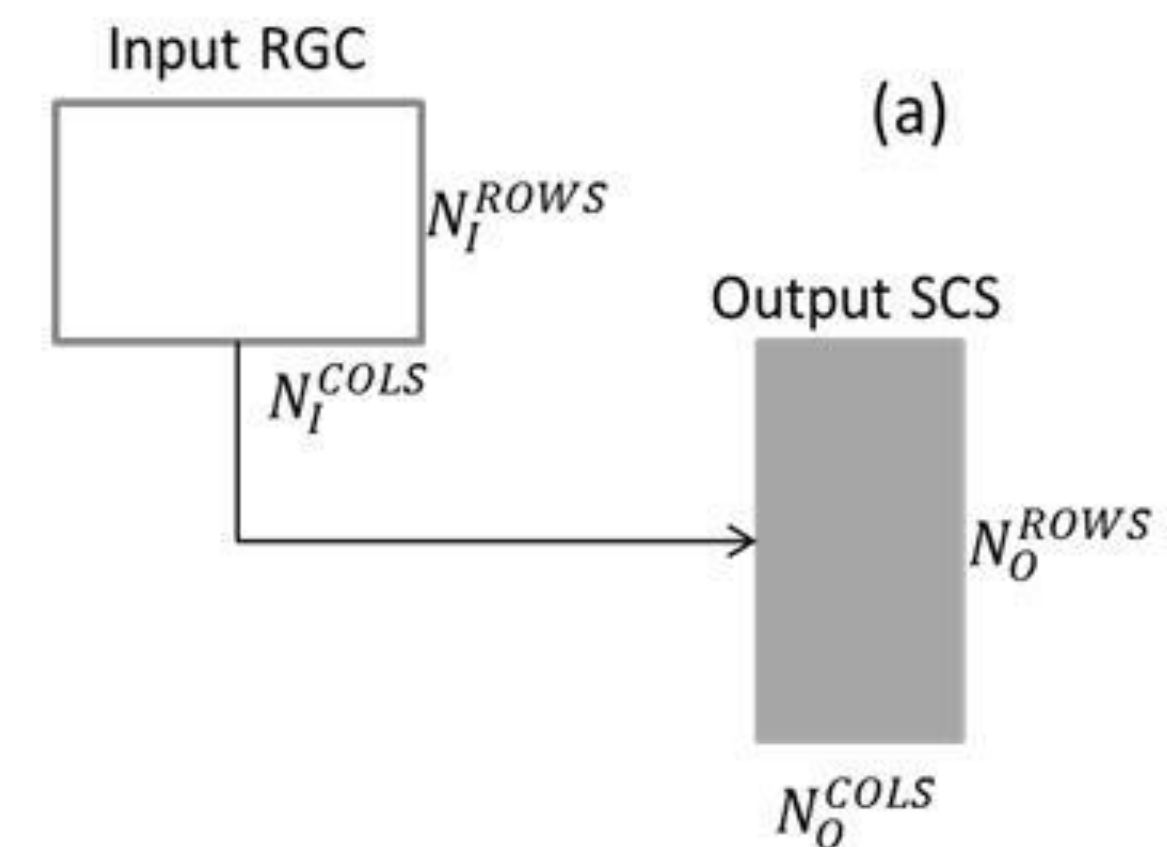 Input RGC
(a)
$N_I^{ROWS}$
Output SCS
$N_I^{COLS}$
$N_O^{ROWS}$
$N_O^{COLS}$